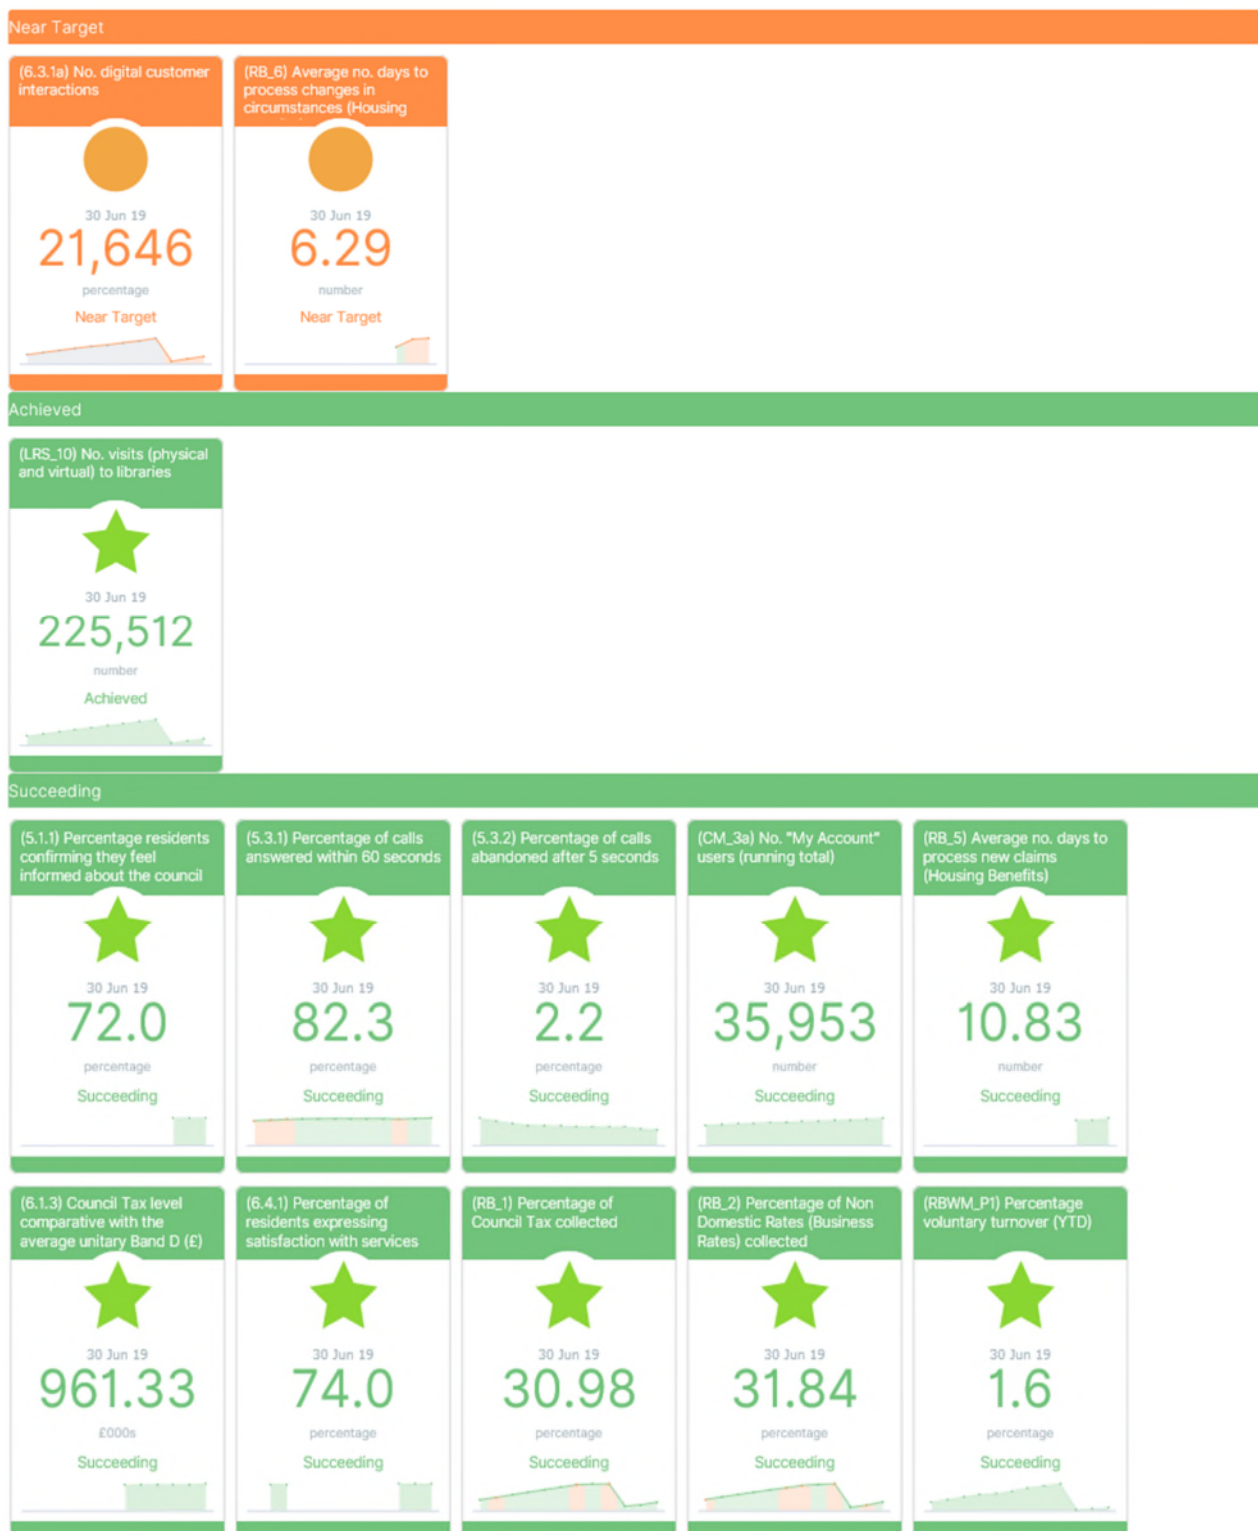 Near Target
(6.3.1a) No. digital customer
interactions
30 Jun 19
21,646
percentage
Near Target
(RB_6) Average no. days to
process changes in
circumstances (Housing
30 Jun 19
6.29
number
Near Target
Achieved
(LRS_10) No. visits (physical
and virtual) to libraries
30 Jun 19
225,512
number
Achieved
Succeeding
(5.1.1) Percentage residents
confirming they feel
informed about the council
30 Jun 19
72.0
percentage
Succeeding
(5.3.1) Percentage of calls
answered within 60 seconds
30 Jun 19
82.3
percentage
Succeeding
(5.3.2) Percentage of calls
abandoned after 5 seconds
30 Jun 19
2.2
percentage
Succeeding
(CM_3a) No. "My Account"
users (running total)
30 Jun 19
35,953
number
Succeeding
(RB_5) Average no. days to
process new claims
(Housing Benefits)
30 Jun 19
10.83
number
Succeeding
(6.1.3) Council Tax level
comparative with the
average unitary Band D (£)
30 Jun 19
961.33
£000s
Succeeding
(6.4.1) Percentage of
residents expressing
satisfaction with services
30 Jun 19
74.0
percentage
Succeeding
(RB_1) Percentage of
Council Tax collected
30 Jun 19
30.98
percentage
Succeeding
(RB_2) Percentage of Non
Domestic Rates (Business
Rates) collected
30 Jun 19
31.84
percentage
Succeeding
(RBWM_P1) Percentage
voluntary turnover (YTD)
30 Jun 19
1.6
percentage
Succeeding